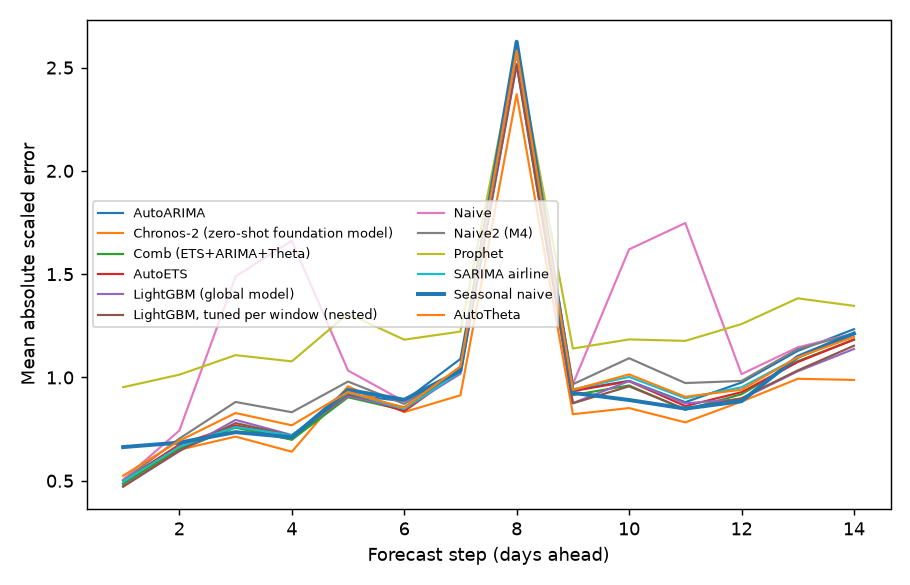 2.5
2.0
1.5
1.0
0.5
Mean absolute scaled error
AutoARIMA
Chronos-2 (zero-shot foundation model)
Comb (ETS+ARIMA+Theta)
AutoETS
LightGBM (global model)
LightGBM, tuned per window (nested)
Naive
Naive2 (M4)
Prophet
SARIMA airline
Seasonal naive
AutoTheta
2 4 6 8 10 12 14
Forecast step (days ahead)